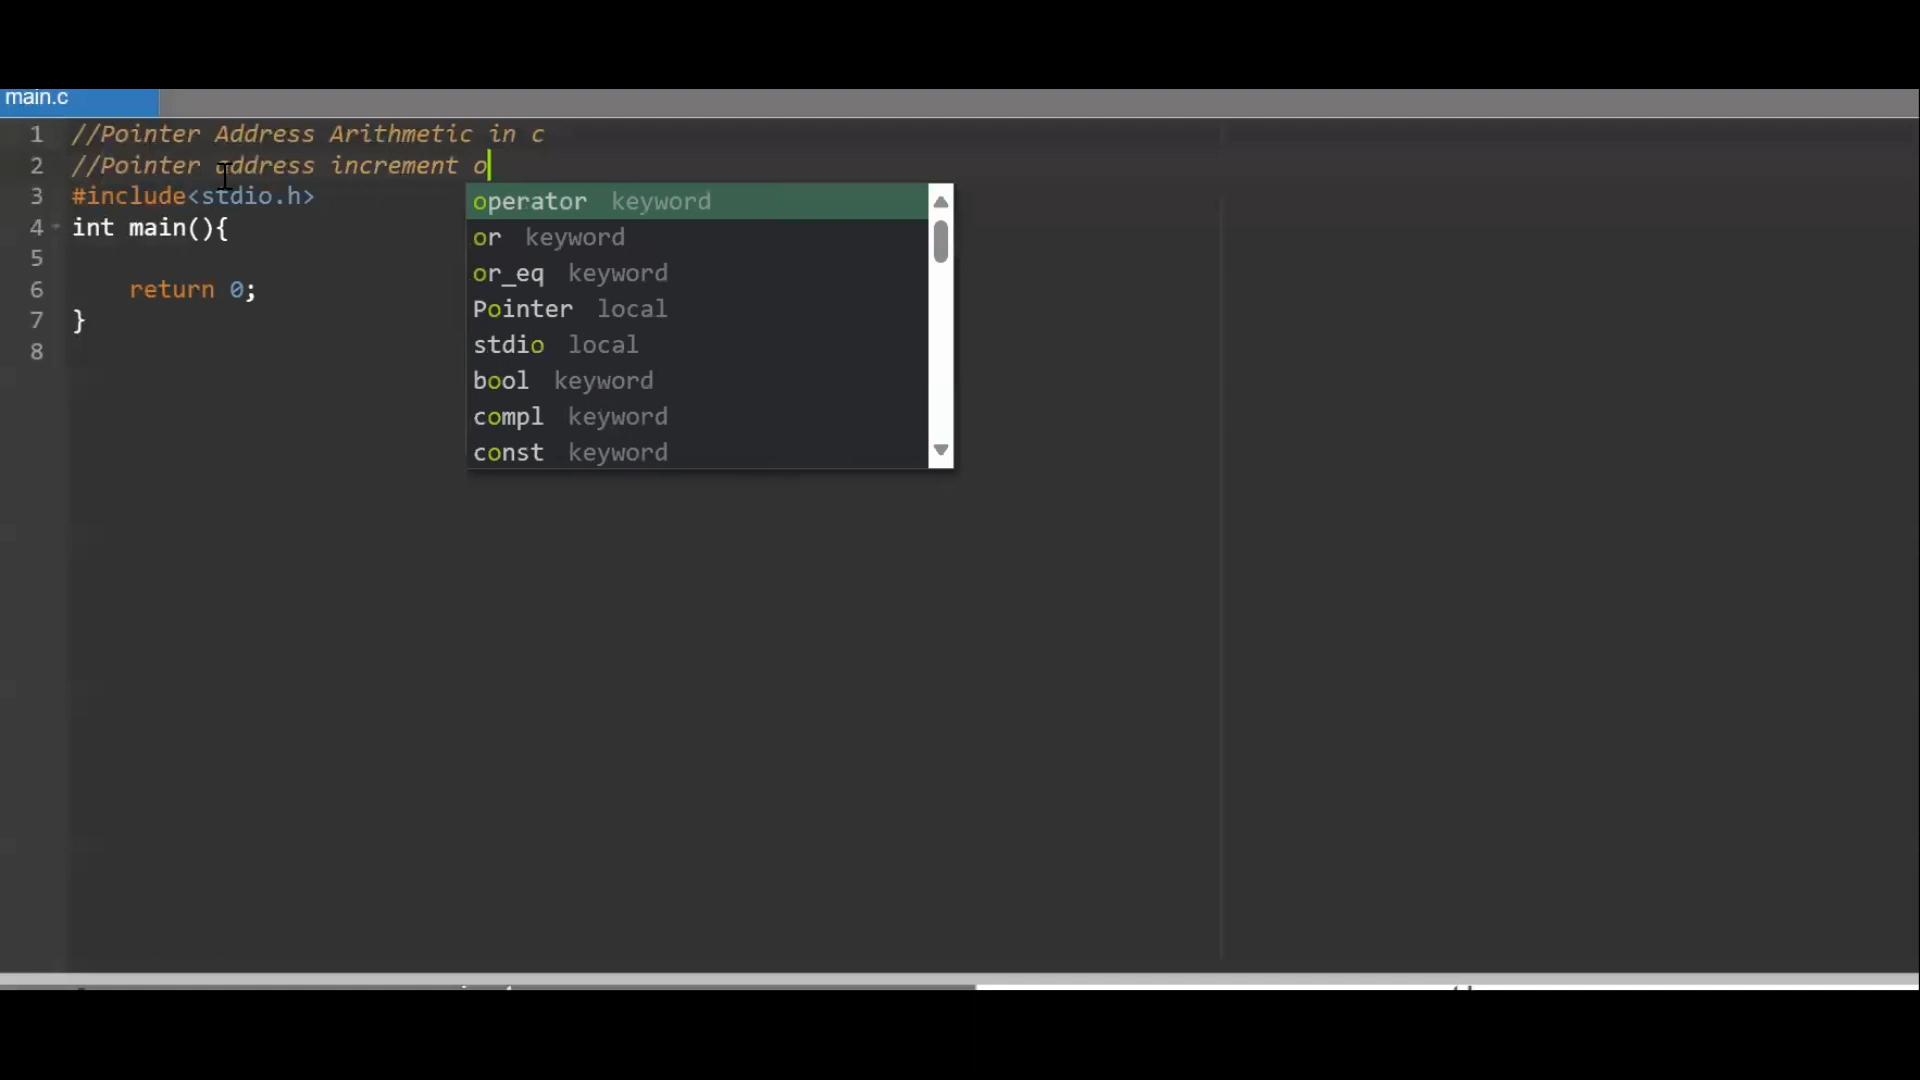 main.c
1 //Pointer Address Arithmetic in c
2 //Pointer address increment o
3 #include<stdio.h>
4 int main(){
5
6 return 0;
7 }
8
operator keyword
or keyword
or_eq keyword
Pointer local
stdio local
bool keyword
compl keyword
const keyword